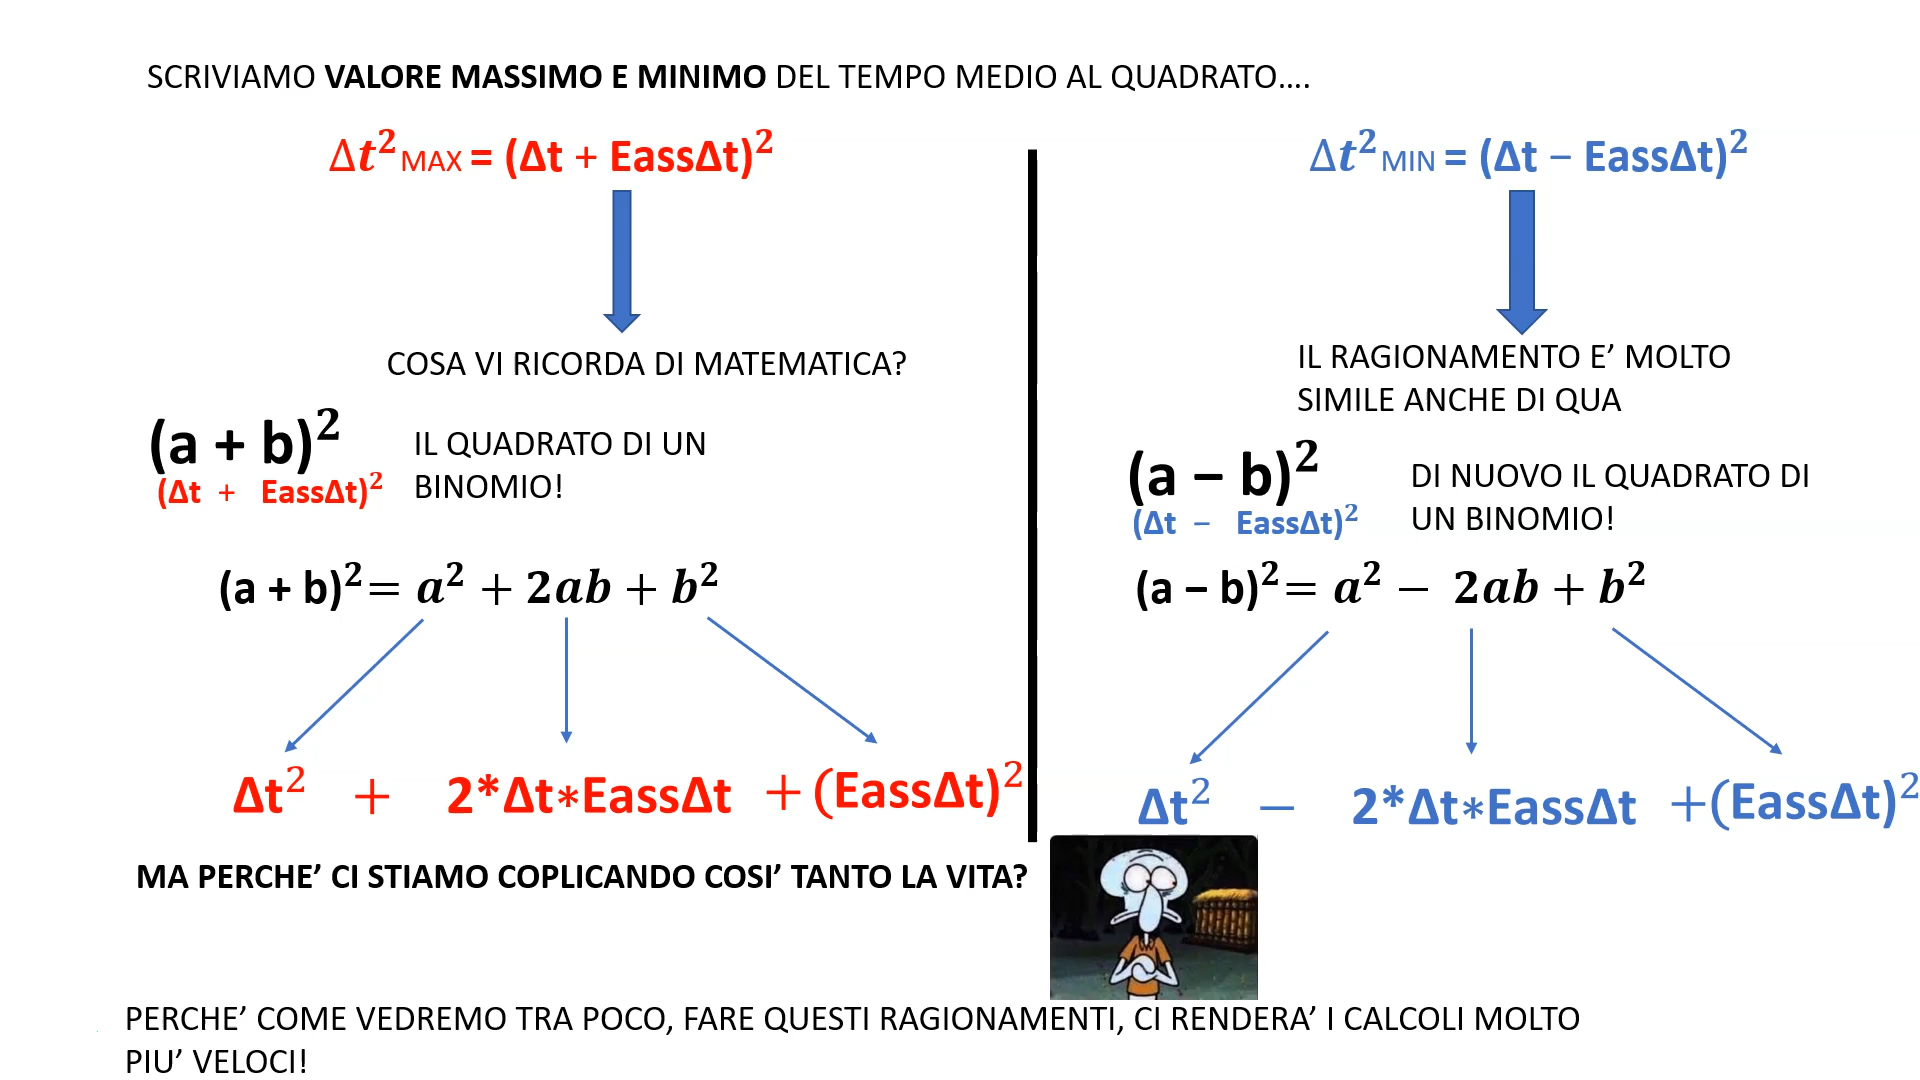 SCRIVIAMO VALORE MASSIMO E MINIMO DEL TEMPO MEDIO AL QUADRATO....
Δt² MAX = (Δt + EassΔt)²
COSA VI RICORDA DI MATEMATICA?
(a + b)²
(Δt + EassΔt)²
IL QUADRATO DI UN
BINOMIO!
(a + b)² = a² + 2ab + b²
Δt² + 2*Δt*EassΔt + (EassΔt)²
Δt² MIN = (Δt − EassΔt)²
IL RAGIONAMENTO E’ MOLTO
SIMILE ANCHE DI QUA
(a – b)²
(Δt − EassΔt)²
DI NUOVO IL QUADRATO DI
UN BINOMIO!
(a – b)² = a² − 2ab + b²
Δt² − 2*Δt*EassΔt +(EassΔt)²
MA PERCHE’ CI STIAMO COPLICANDO COSI’ TANTO LA VITA?
PERCHE’ COME VEDREMO TRA POCO, FARE QUESTI RAGIONAMENTI, CI RENDERA’ I CALCOLI MOLTO
PIU’ VELOCI!